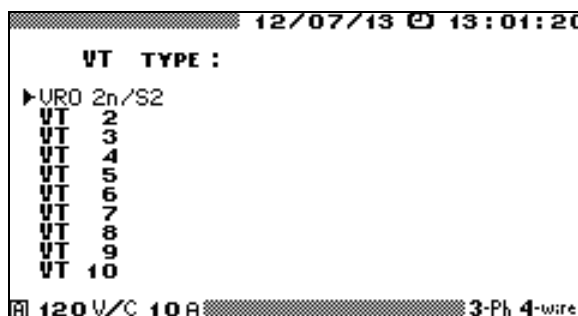 12/07/13 13:01:20
VT TYPE :
VRO 2n/S2
VT 2
VT 3
VT 4
VT 5
VT 6
VT 7
VT 8
VT 9
VT 10
A 120 V/C 10 A 3-Ph 4-wire